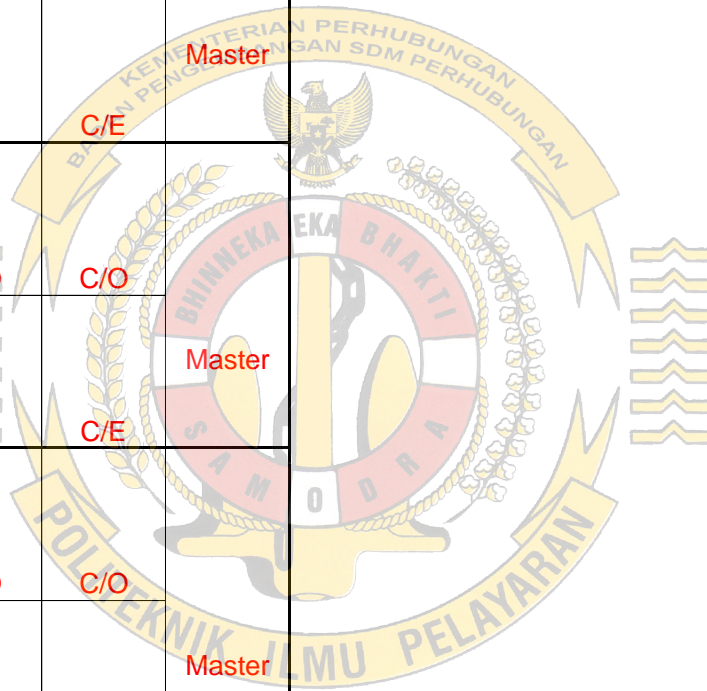 KEMENTERIAN PERHUBUNGAN
BADAN PENGEMBANGAN SDM PERHUBUNGAN
Master
C/E
BHINNEKA EKA BHAKTI
C/O
Master
C/E
SAMODRA
C/O
Master
POLITEKNIK ILMU PELAYARAN